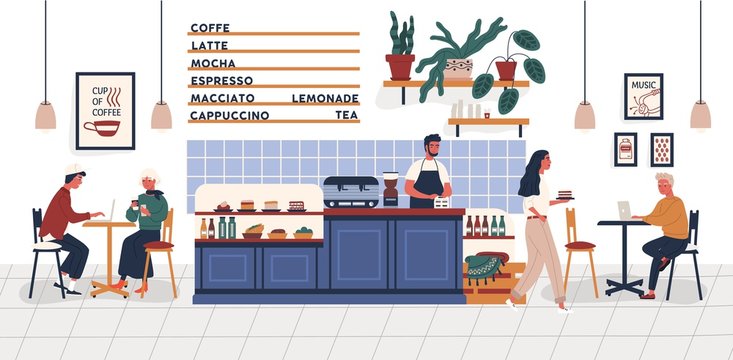 COFFE
LATTE
MOCHA
ESPRESSO
MACCIATO LEMONADE
CAPPUCCINO TEA
CUP
OF
COFFEE
MUSIC